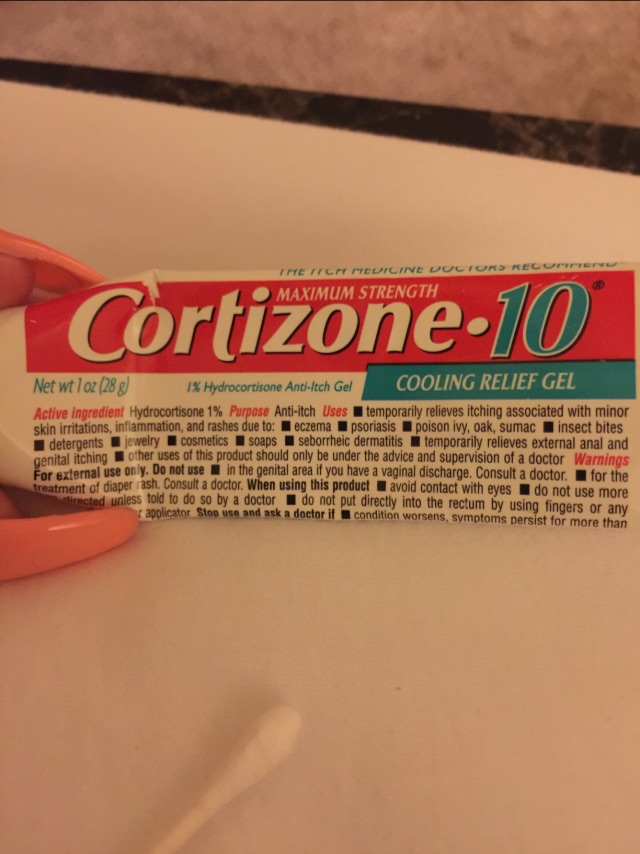 THE ITCH MEDICINE DOCTORS RECOMMEND
MAXIMUM STRENGTH
Cortizone•10®
Net wt 1 oz (28 g) 1% Hydrocortisone Anti-Itch Gel COOLING RELIEF GEL
Active ingredient Hydrocortisone 1% Purpose Anti-itch Uses ■ temporarily relieves itching associated with minor
skin irritations, inflammation, and rashes due to: ■ eczema ■ psoriasis ■ poison ivy, oak, sumac ■ insect bites
■ detergents ■ jewelry ■ cosmetics ■ soaps ■ seborrheic dermatitis ■ temporarily relieves external anal and
genital itching ■ other uses of this product should only be under the advice and supervision of a doctor Warnings
For external use only. Do not use ■ in the genital area if you have a vaginal discharge. Consult a doctor. ■ for the
treatment of diaper rash. Consult a doctor. When using this product ■ avoid contact with eyes ■ do not use more
directed unless told to do so by a doctor ■ do not put directly into the rectum by using fingers or any
applicator Stop use and ask a doctor if ■ condition worsens, symptoms persist for more than